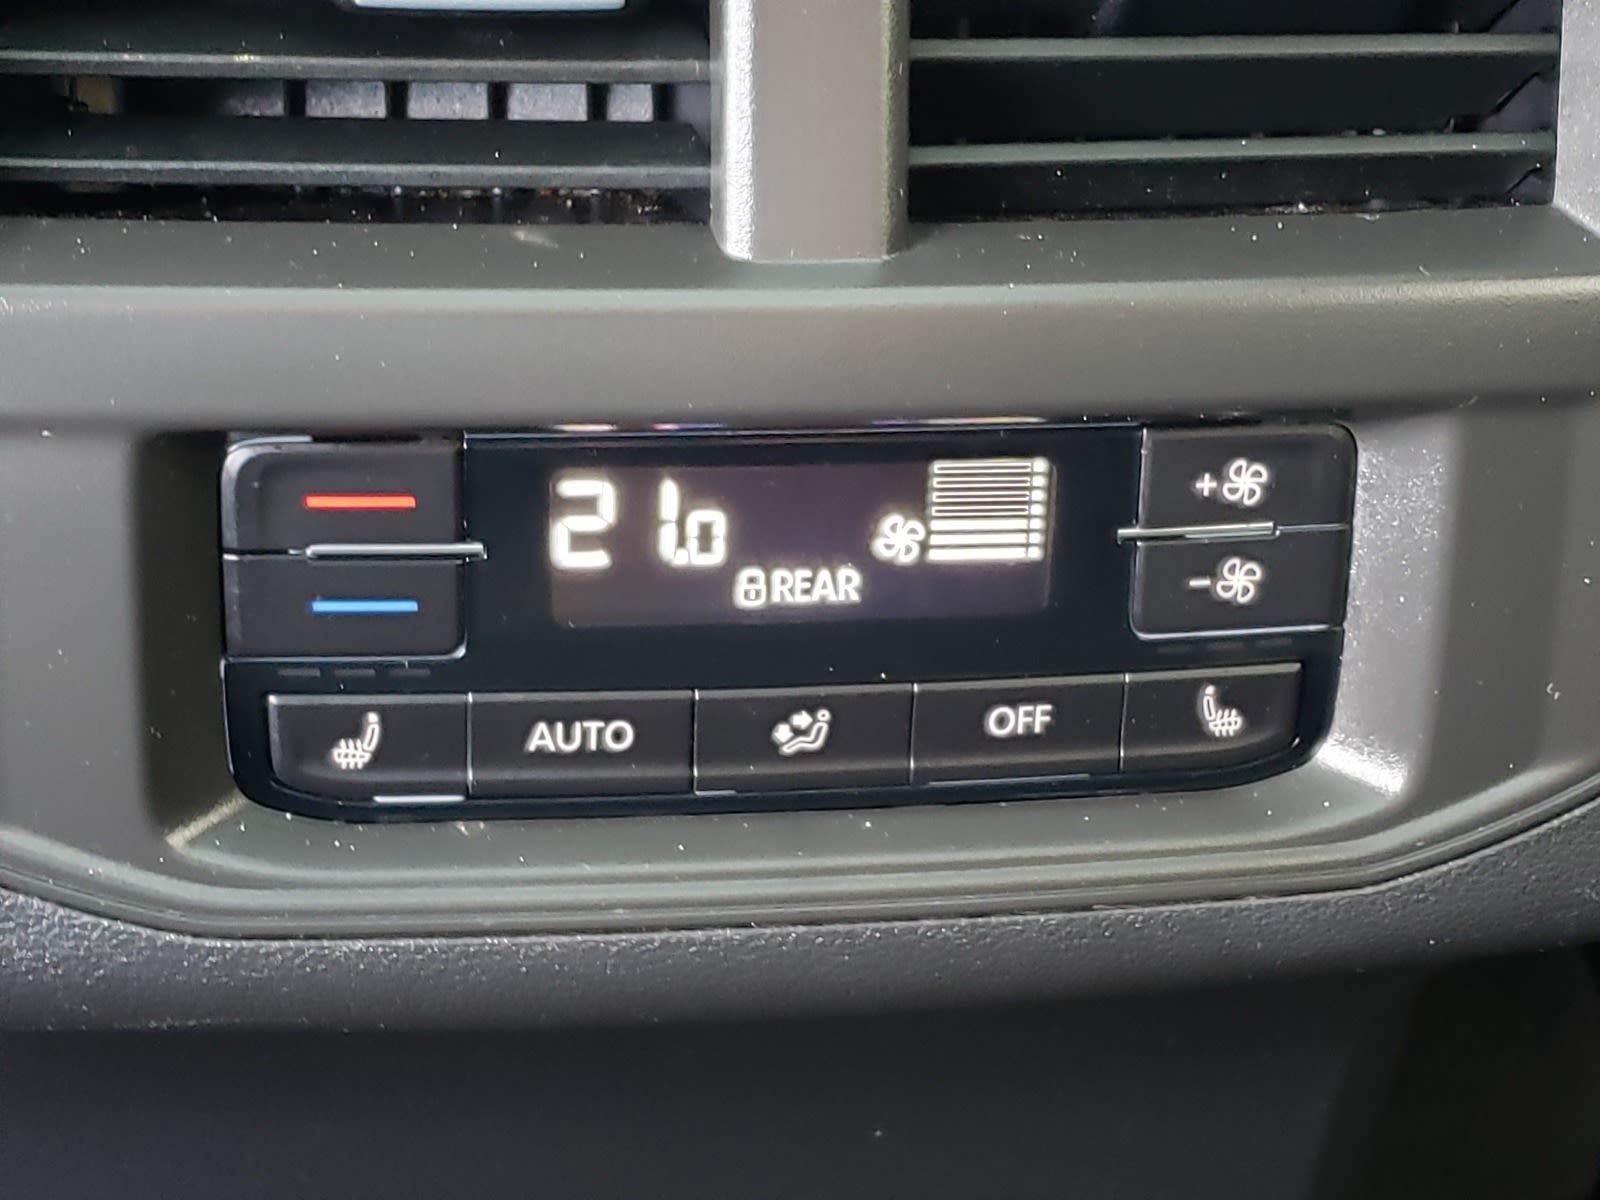 21.0
REAR
+
-
AUTO
OFF